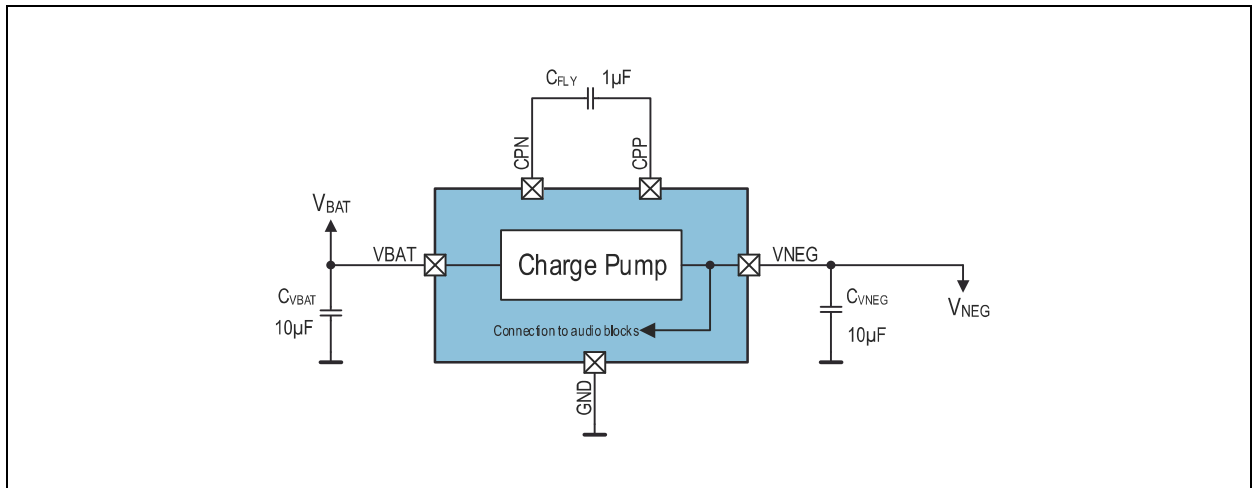 CFLY 1µF
CPN
CPP
VBAT
VBAT
VNEG
Charge Pump
CVBAT
10µF
CVNEG
10µF
VNEG
Connection to audio blocks
GND